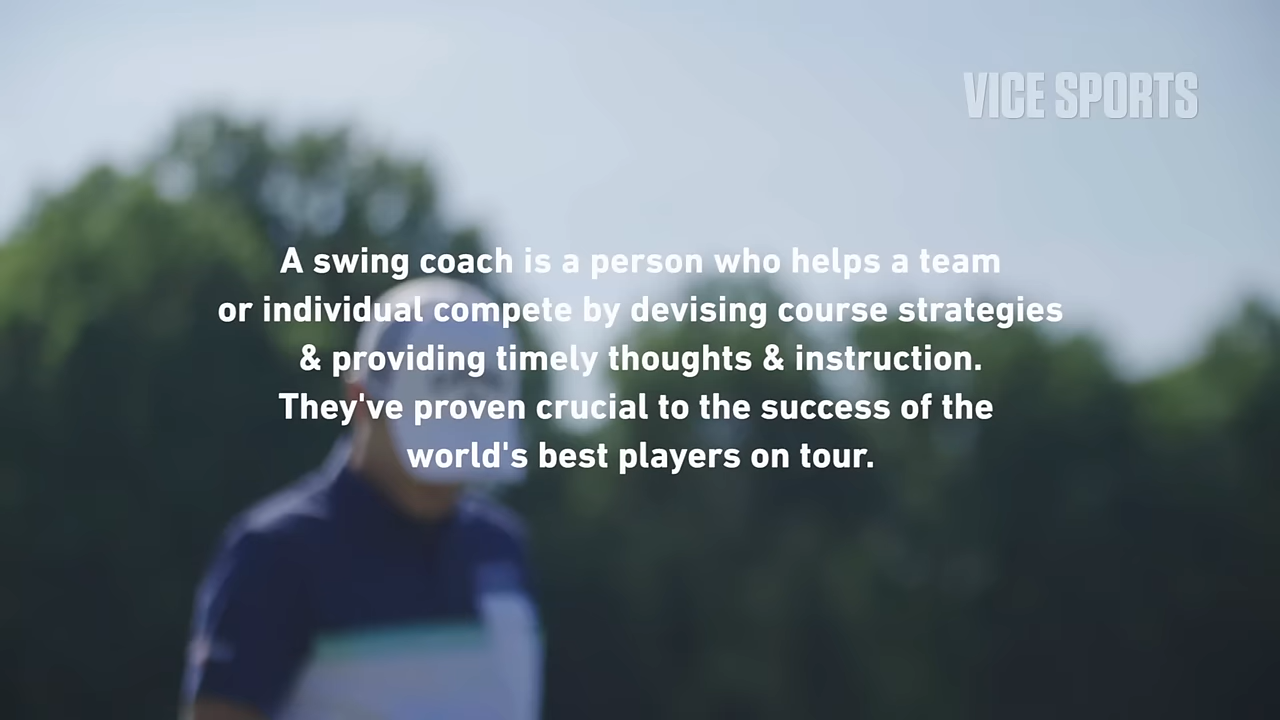 VICE SPORTS
A swing coach is a person who helps a team
or individual compete by devising course strategies
& providing timely thoughts & instruction.
They've proven crucial to the success of the
world's best players on tour.